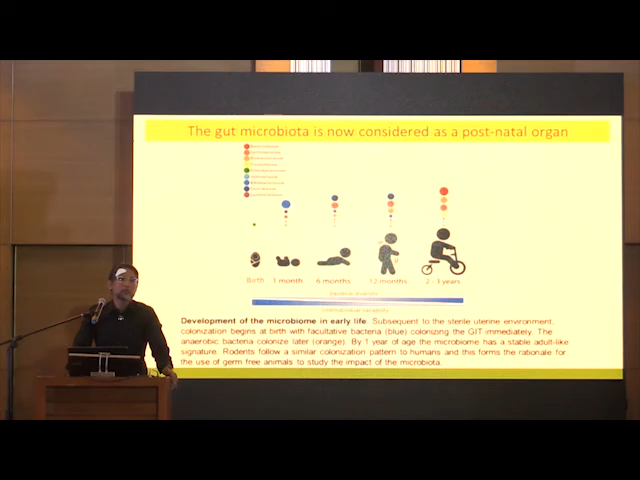 The gut microbiota is now considered as a post-natal organ
Birth 1 month 6 months 12 months 2 - 3 years
Development of the microbiome in early life. Subsequent to the sterile uterine environment,
colonization begins at birth with facultative bacteria (blue) colonizing the GIT immediately. The
anaerobic bacteria colonize later (orange). By 1 year of age the microbiome has a stable adult-like
signature. Rodents follow a similar colonization pattern to humans and this forms the rationale for
the use of germ free animals to study the impact of the microbiota.